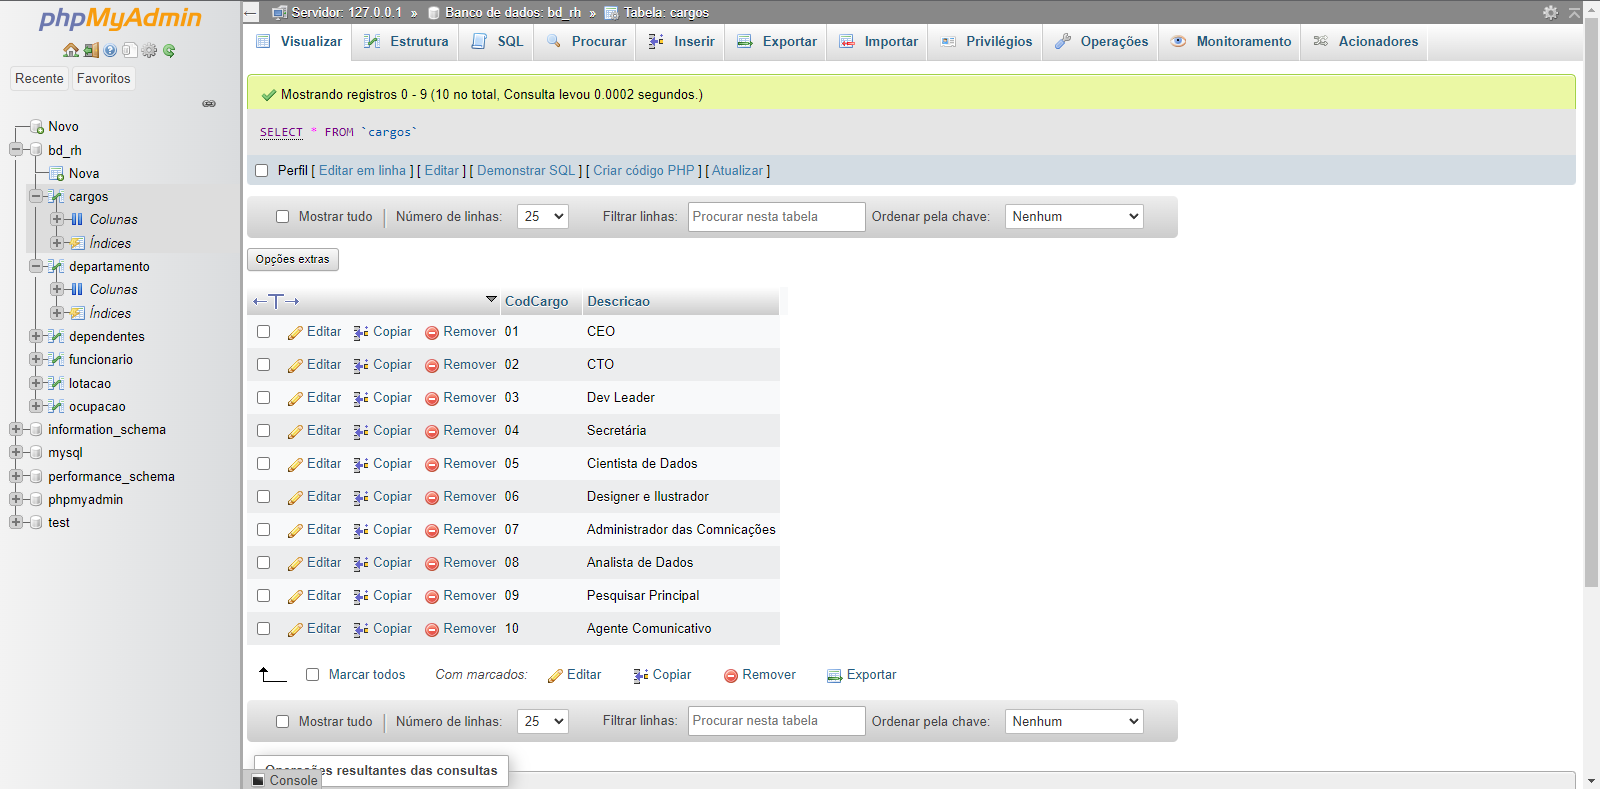 phpMyAdmin
Recente Favoritos
Novo
bd_rh
Nova
cargos
Colunas
Índices
departamento
Colunas
Índices
dependentes
funcionario
lotacao
ocupacao
information_schema
mysql
performance_schema
phpmyadmin
test
Servidor: 127.0.0.1 » Banco de dados: bd_rh » Tabela: cargos
Visualizar Estrutura SQL Procurar Inserir Exportar Importar Privilégios Operações Monitoramento Acionadores
Mostrando registros 0 - 9 (10 no total, Consulta levou 0.0002 segundos.)
SELECT * FROM `cargos`
Perfil [ Editar em linha ] [ Editar ] [ Demonstrar SQL ] [ Criar código PHP ] [ Atualizar ]
Mostrar tudo Número de linhas: 25 Filtrar linhas: Procurar nesta tabela Ordenar pela chave: Nenhum
Opções extras
←T→ CodCargo Descricao
Editar Copiar Remover 01 CEO
Editar Copiar Remover 02 CTO
Editar Copiar Remover 03 Dev Leader
Editar Copiar Remover 04 Secretária
Editar Copiar Remover 05 Cientista de Dados
Editar Copiar Remover 06 Designer e Ilustrador
Editar Copiar Remover 07 Administrador das Comnicações
Editar Copiar Remover 08 Analista de Dados
Editar Copiar Remover 09 Pesquisar Principal
Editar Copiar Remover 10 Agente Comunicativo
Marcar todos Com marcados: Editar Copiar Remover Exportar
Mostrar tudo Número de linhas: 25 Filtrar linhas: Procurar nesta tabela Ordenar pela chave: Nenhum
Operações resultantes das consultas
Console